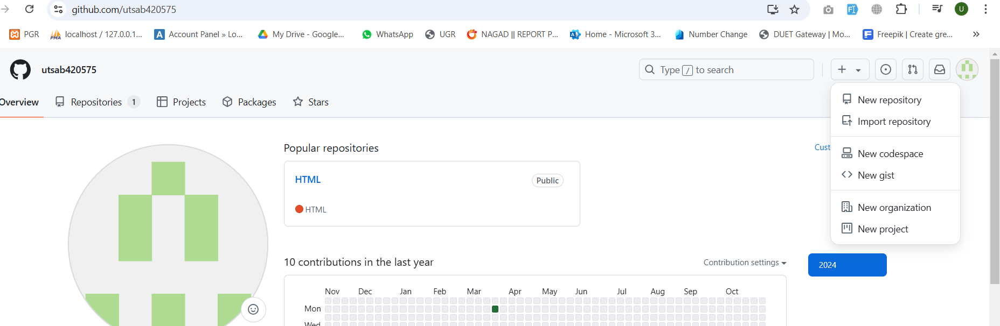 github.com/utsab420575
U
PGR
PMA localhost / 127.0.0.1...
A Account Panel » Lo...
My Drive - Google...
WhatsApp
UGR
NAGAD || REPORT P...
Home - Microsoft 3...
Number Change
DUET Gateway | Mo...
F Freepik | Create gre...
»
utsab420575
Type / to search
Overview
Repositories 1
Projects
Packages
Stars
New repository
Import repository
New codespace
New gist
New organization
New project
Popular repositories
Cust
HTML
Public
HTML
10 contributions in the last year
Contribution settings
2024
Nov Dec Jan Feb Mar Apr May Jun Jul Aug Sep Oct
Mon
Wed